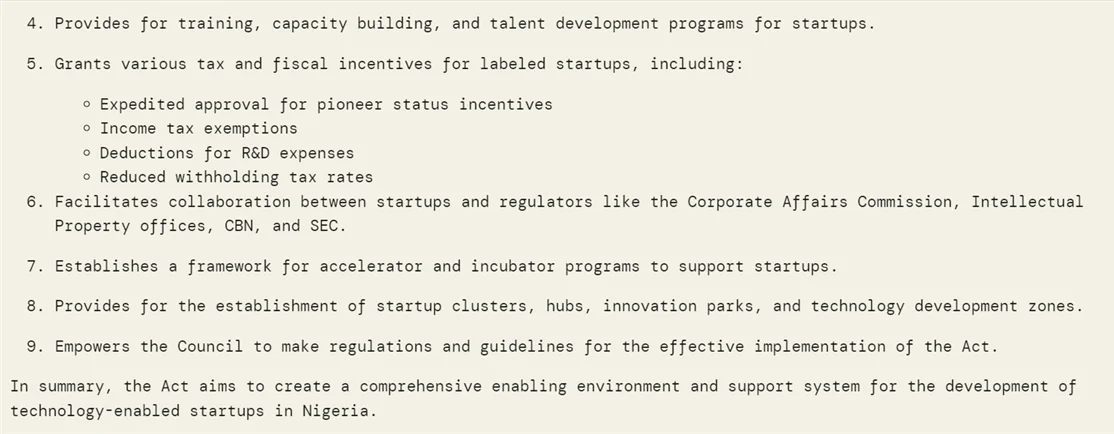 4. Provides for training, capacity building, and talent development programs for startups.
5. Grants various tax and fiscal incentives for labeled startups, including:
◦ Expedited approval for pioneer status incentives
◦ Income tax exemptions
◦ Deductions for R&D expenses
◦ Reduced withholding tax rates
6. Facilitates collaboration between startups and regulators like the Corporate Affairs Commission, Intellectual
Property offices, CBN, and SEC.
7. Establishes a framework for accelerator and incubator programs to support startups.
8. Provides for the establishment of startup clusters, hubs, innovation parks, and technology development zones.
9. Empowers the Council to make regulations and guidelines for the effective implementation of the Act.
In summary, the Act aims to create a comprehensive enabling environment and support system for the development of
technology-enabled startups in Nigeria.